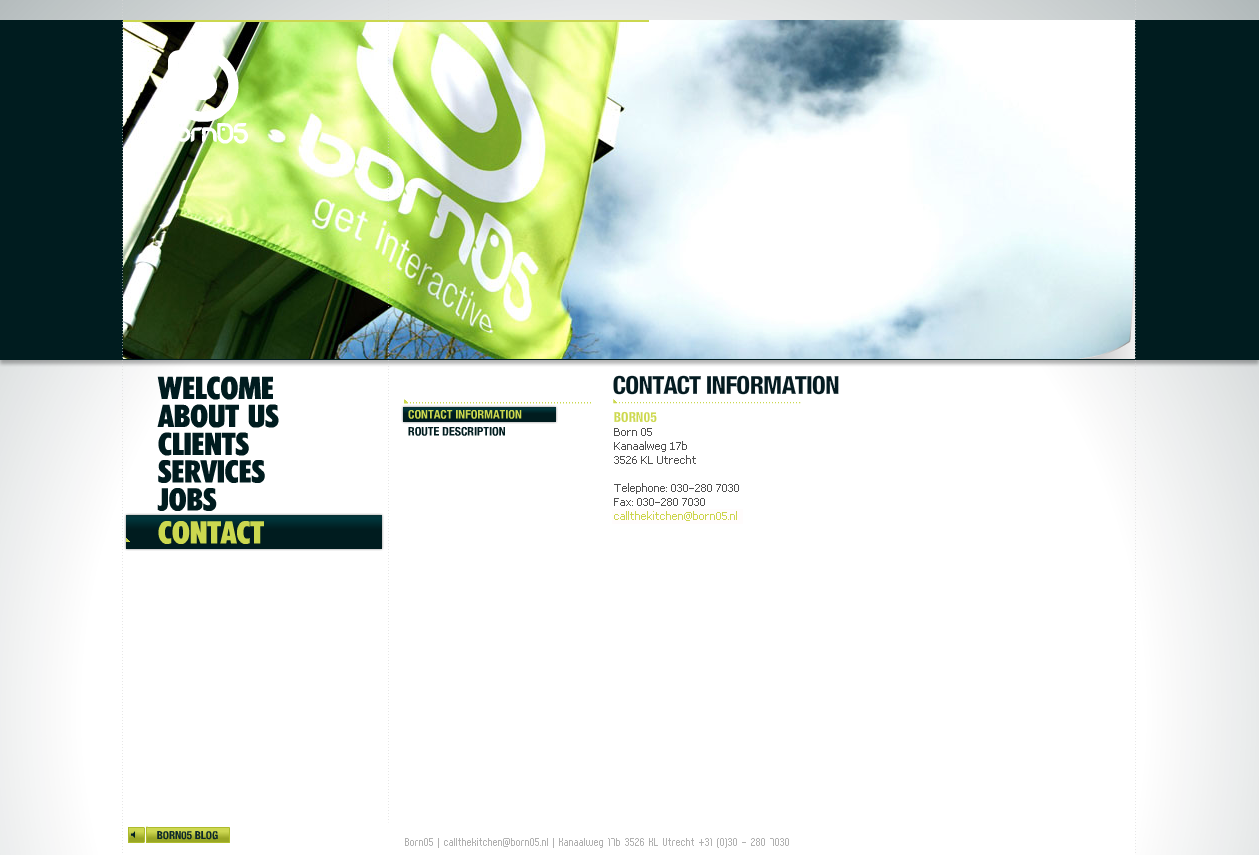 born05
born05
get interactive
WELCOME
ABOUT US
CLIENTS
SERVICES
JOBS
CONTACT
CONTACT INFORMATION
ROUTE DESCRIPTION
CONTACT INFORMATION
BORN05
Born 05
Kanaalweg 17b
3526 KL Utrecht
Telephone: 030-280 7030
Fax: 030-280 7030
callthekitchen@born05.nl
BORN05 BLOG
Born05 | callthekitchen@born05.nl | Kanaalweg 17b 3526 KL Utrecht +31 (0)30 - 280 7030